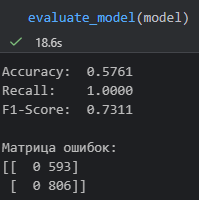 evaluate_model(model)
18.6s
Accuracy: 0.5761
Recall: 1.0000
F1-Score: 0.7311
Матрица ошибок:
[[ 0 593]
[ 0 806]]